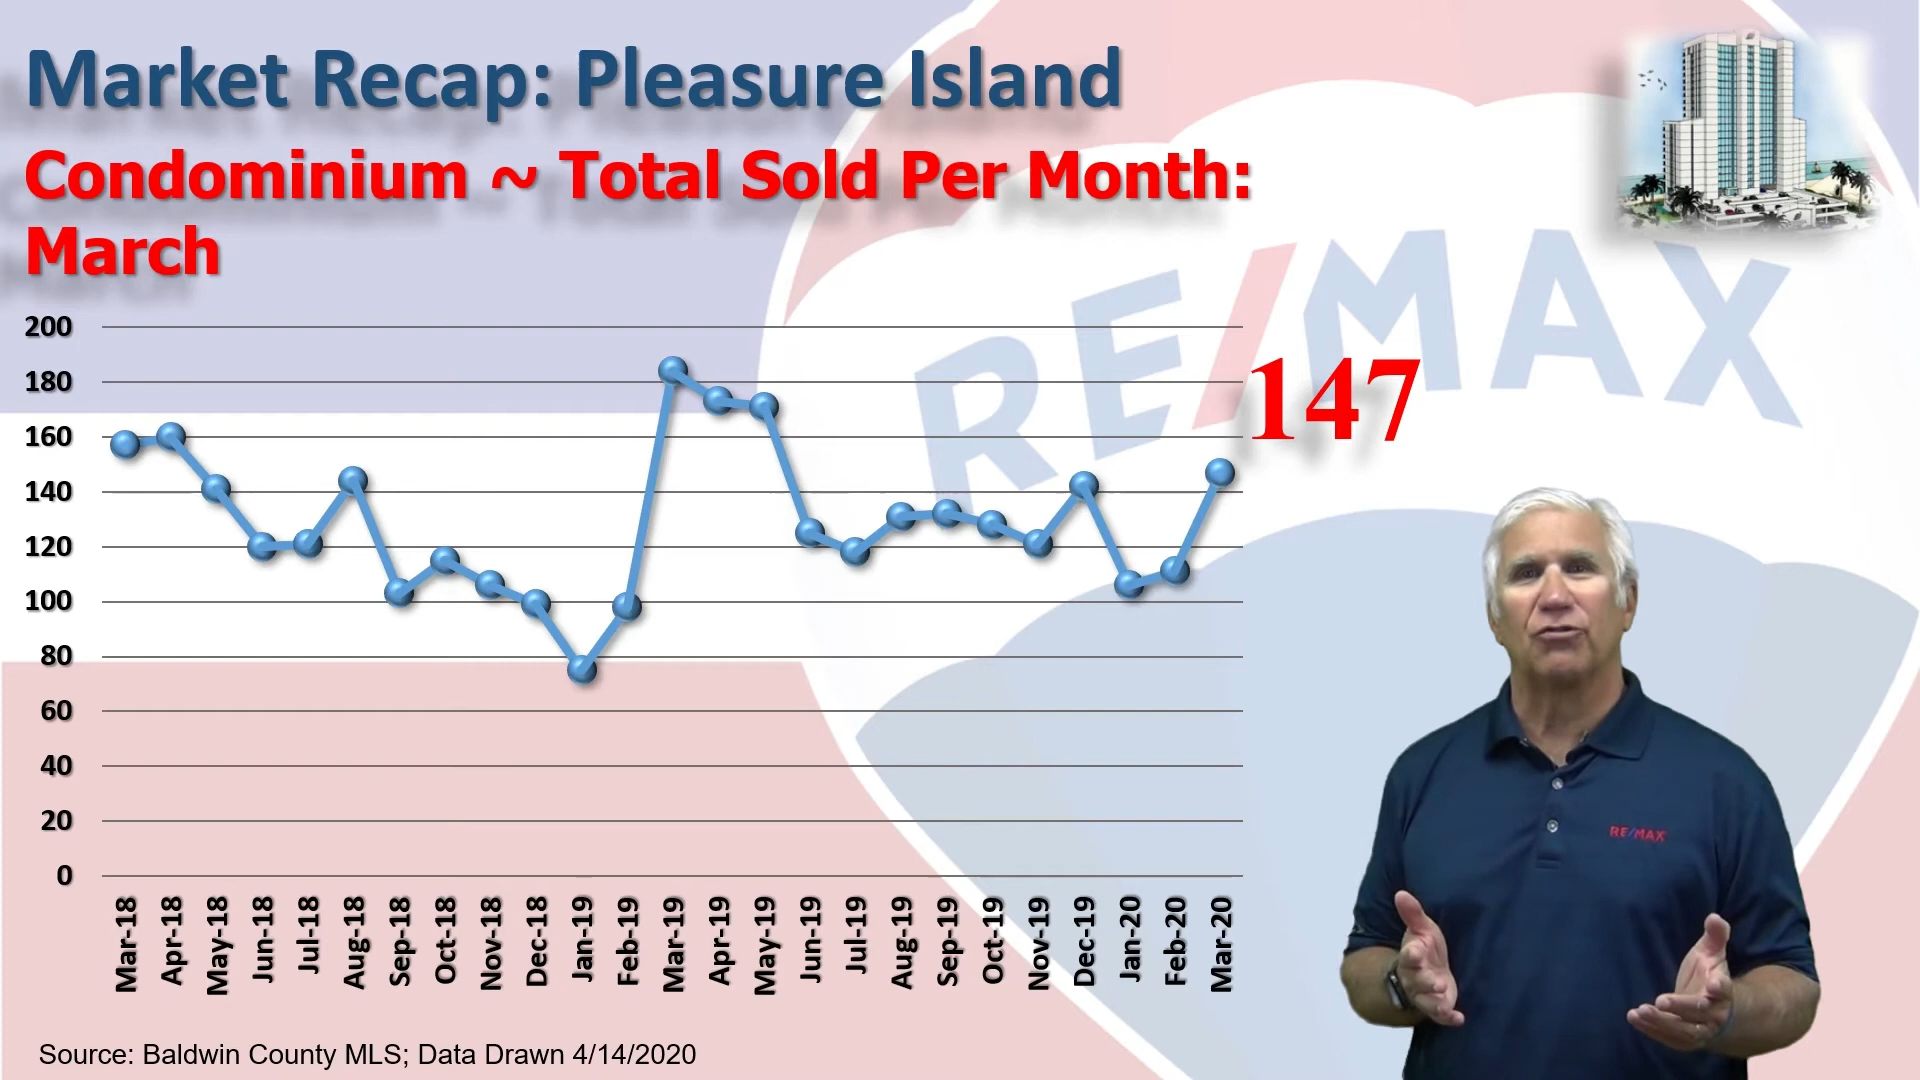 Market Recap: Pleasure Island
Condominium ~ Total Sold Per Month:
March
RE/MAX
147
200
180
160
140
120
100
80
60
40
20
0
Mar-18
Apr-18
May-18
Jun-18
Jul-18
Aug-18
Sep-18
Oct-18
Nov-18
Dec-18
Jan-19
Feb-19
Mar-19
Apr-19
May-19
Jun-19
Jul-19
Aug-19
Sep-19
Oct-19
Nov-19
Dec-19
Jan-20
Feb-20
Mar-20
RE/MAX
Source: Baldwin County MLS; Data Drawn 4/14/2020